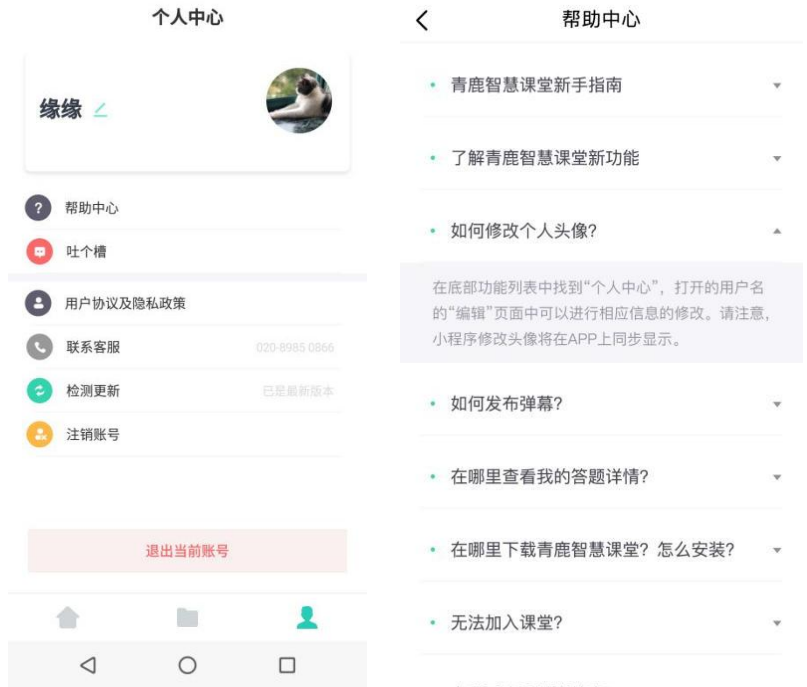 个人中心
缘缘
帮助中心
吐个槽
用户协议及隐私政策
联系客服 020-8985 0866
检测更新 已是最新版本
注销账号
退出当前账号
帮助中心
青鹿智慧课堂新手指南
了解青鹿智慧课堂新功能
如何修改个人头像?
在底部功能列表中找到“个人中心”，打开的用户名
的“编辑”页面中可以进行相应信息的修改。请注意,
小程序修改头像将在APP上同步显示。
如何发布弹幕?
在哪里查看我的答题详情?
在哪里下载青鹿智慧课堂? 怎么安装?
无法加入课堂?